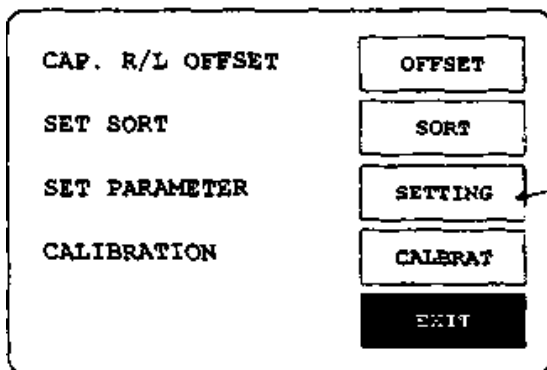 CAP. R/L OFFSET OFFSET
SET SORT SORT
SET PARAMETER SETTING
CALIBRATION CALBRAT
EXIT